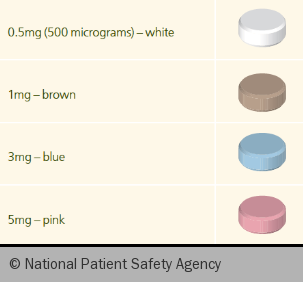 0.5mg (500 micrograms) – white
1mg – brown
3mg – blue
5mg – pink
© National Patient Safety Agency